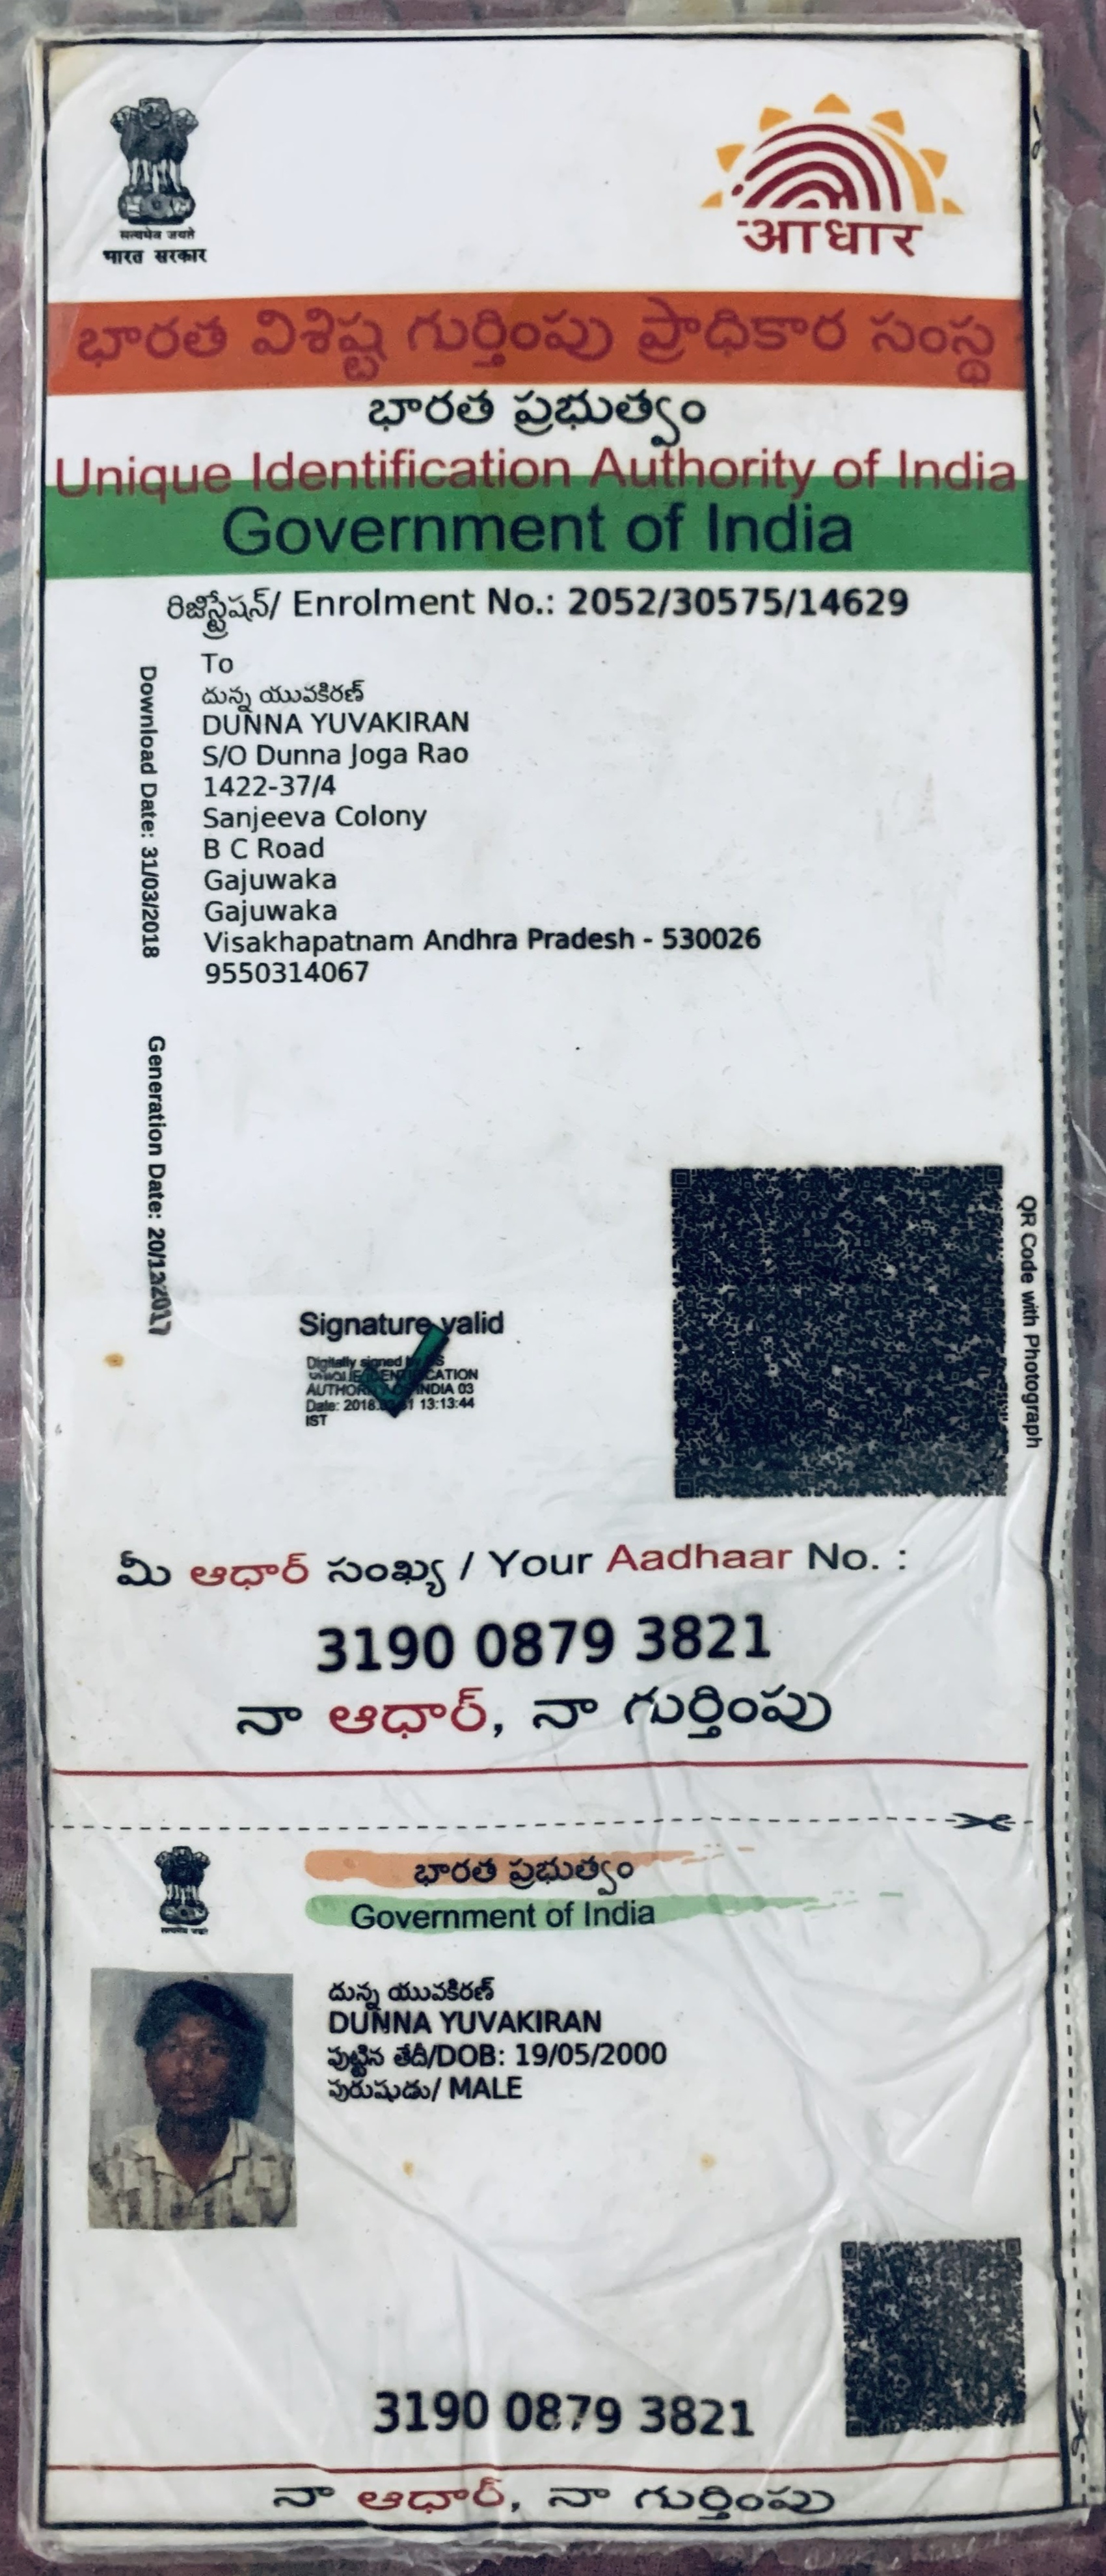 सत्यमेव जयते
भारत सरकार
आधार
భారత విశిష్ట గుర్తింపు ప్రాధికార సంస్థ
భారత ప్రభుత్వం
Unique Identification Authority of India
Government of India
రిజిస్ట్రేషన్/ Enrolment No.: 2052/30575/14629
To
దున్న యువకిరణ్
DUNNA YUVAKIRAN
S/O Dunna Joga Rao
1422-37/4
Sanjeeva Colony
B C Road
Gajuwaka
Gajuwaka
Visakhapatnam Andhra Pradesh - 530026
9550314067
Download Date: 31/03/2018
Generation Date: 20/12/2017
QR Code with Photograph
Signature valid
Digitally signed
AUTHORITY OF INDIA 03
Date: 2018 13:13:44
IST
మీ ఆధార్ సంఖ్య / Your Aadhaar No. :
3190 0879 3821
నా ఆధార్, నా గుర్తింపు
భారత ప్రభుత్వం
Government of India
దున్న యువకిరణ్
DUNNA YUVAKIRAN
పుట్టిన తేదీ/DOB: 19/05/2000
పురుషుడు/ MALE
3190 0879 3821
నా ఆధార్, నా గుర్తింపు